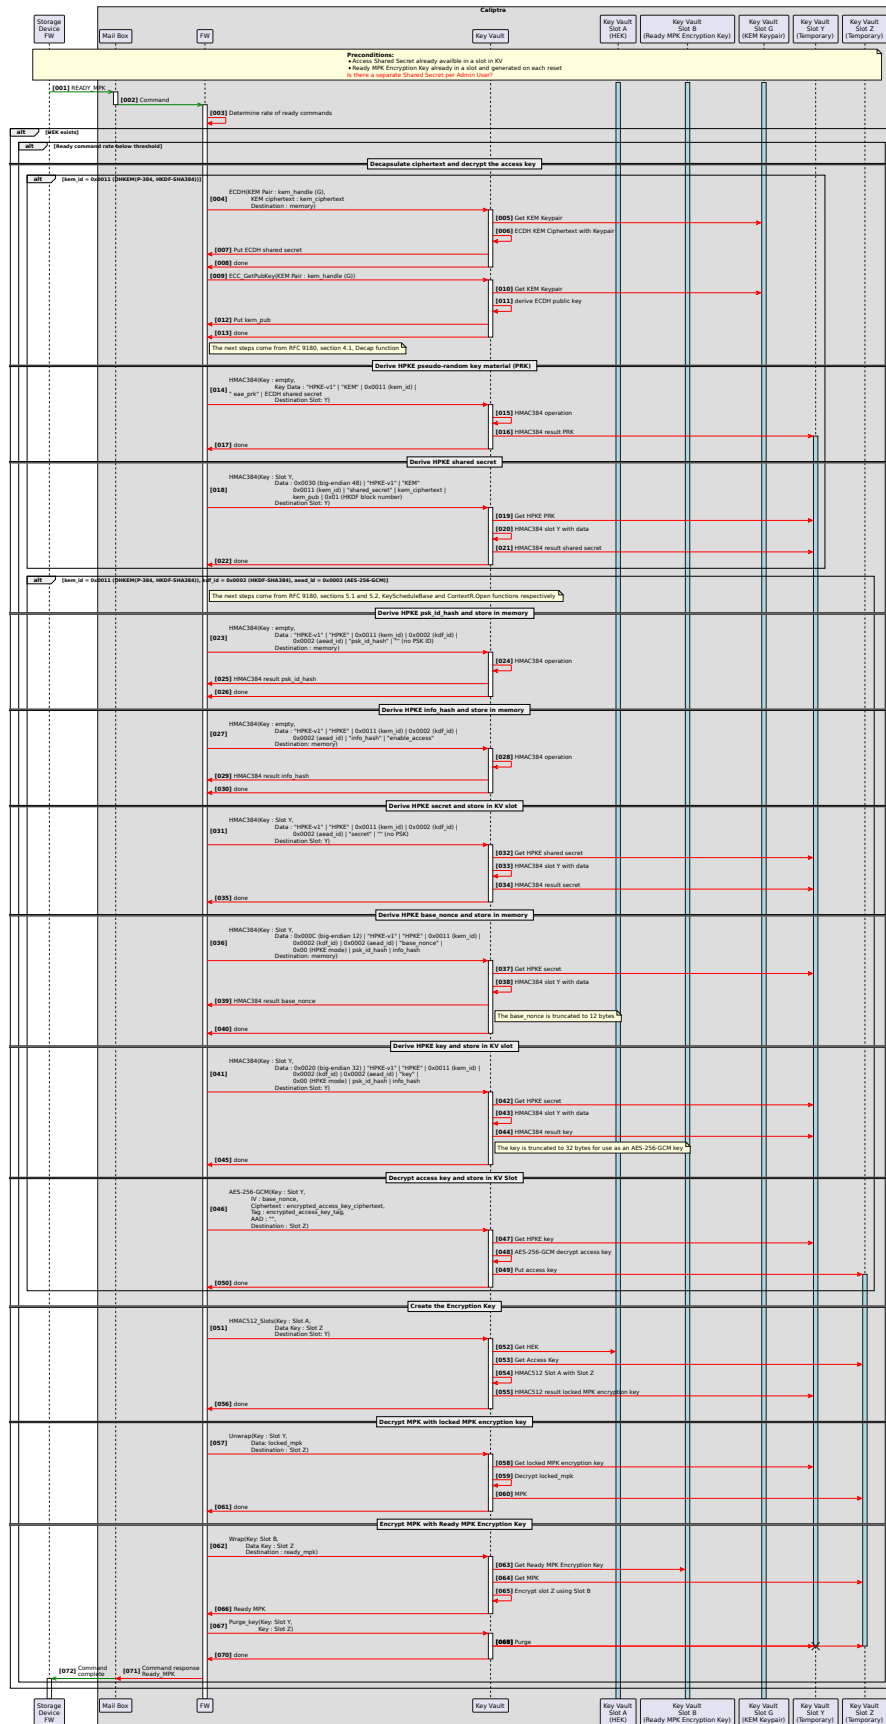 Caliptra
Storage
Device
FW
Mail Box
FW
Key Vault
Key Vault
Slot A
(HEK)
Key Vault
Slot B
(Ready MPK Encryption Key)
Key Vault
Slot G
(KEM Keypair)
Key Vault
Slot Y
(Temporary)
Key Vault
Slot Z
(Temporary)
Preconditions:
• Access Shared Secret already availble in a slot in KV
• Ready MPK Encryption Key already in a slot and generated on each reset
Is there a separate Shared Secret per Admin User?
[001] READY_MPK
[002] Command
[003] Determine rate of ready commands
alt [HEK exists]
alt [Ready command rate below threshold]
Decapsulate ciphertext and decrypt the access key
alt [kem_id = 0x0011 (DHKEM(P-384, HKDF-SHA384))]
ECDH(KEM Pair : kem_handle (G),
[004] KEM ciphertext : kem_ciphertext
Destination : memory)
[005] Get KEM Keypair
[006] ECDH KEM Ciphertext with Keypair
[007] Put ECDH shared secret
[008] done
[009] ECC_GetPubKey(KEM Pair : kem_handle (G))
[010] Get KEM Keypair
[011] derive ECDH public key
[012] Put kem_pub
[013] done
The next steps come from RFC 9180, section 4.1, Decap function
Derive HPKE pseudo-random key material (PRK)
HMAC384(Key : empty,
[014] Key Data : "HPKE-v1" | "KEM" | 0x0011 (kem_id) |
" eae_prk" | ECDH shared secret
Destination Slot: Y)
[015] HMAC384 operation
[016] HMAC384 result PRK
[017] done
Derive HPKE shared secret
HMAC384(Key : Slot Y,
Data : 0x0030 (big-endian 48) | "HPKE-v1" | "KEM"
[018] 0x0011 (kem_id) | "shared_secret" | kem_ciphertext |
kem_pub | 0x01 (HKDF block number)
Destination Slot: Y)
[019] Get HPKE PRK
[020] HMAC384 slot Y with data
[021] HMAC384 result shared secret
[022] done
alt [kem_id = 0x0011 (DHKEM(P-384, HKDF-SHA384)), kdf_id = 0x0002 (HKDF-SHA384), aead_id = 0x0002 (AES-256-GCM)]
The next steps come from RFC 9180, sections 5.1 and 5.2, KeyScheduleBase and ContextR.Open functions respectively
Derive HPKE psk_id_hash and store in memory
HMAC384(Key : empty,
[023] Data : "HPKE-v1" | "HPKE" | 0x0011 (kem_id) | 0x0002 (kdf_id) |
0x0002 (aead_id) | "psk_id_hash" | "" (no PSK ID)
Destination : memory)
[024] HMAC384 operation
[025] HMAC384 result psk_id_hash
[026] done
Derive HPKE info_hash and store in memory
HMAC384(Key : empty,
[027] Data : "HPKE-v1" | "HPKE" | 0x0011 (kem_id) | 0x0002 (kdf_id) |
0x0002 (aead_id) | "info_hash" | "enable_access"
Destination: memory)
[028] HMAC384 operation
[029] HMAC384 result info_hash
[030] done
Derive HPKE secret and store in KV slot
HMAC384(Key : Slot Y,
[031] Data : "HPKE-v1" | "HPKE" | 0x0011 (kem_id) | 0x0002 (kdf_id) |
0x0002 (aead_id) | "secret" | "" (no PSK)
Destination Slot: Y)
[032] Get HPKE shared secret
[033] HMAC384 slot Y with data
[034] HMAC384 result secret
[035] done
Derive HPKE base_nonce and store in memory
HMAC384(Key : Slot Y,
Data : 0x000C (big-endian 12) | "HPKE-v1" | "HPKE" | 0x0011 (kem_id) |
[036] 0x0002 (kdf_id) | 0x0002 (aead_id) | "base_nonce" |
0x00 (HPKE mode) | psk_id_hash | info_hash
Destination: memory)
[037] Get HPKE secret
[038] HMAC384 slot Y with data
[039] HMAC384 result base_nonce
The base_nonce is truncated to 12 bytes
[040] done
Derive HPKE key and store in KV slot
HMAC384(Key : Slot Y,
Data : 0x0020 (big-endian 32) | "HPKE-v1" | "HPKE" | 0x0011 (kem_id) |
[041] 0x0002 (kdf_id) | 0x0002 (aead_id) | "key" |
0x00 (HPKE mode) | psk_id_hash | info_hash
Destination Slot: Y)
[042] Get HPKE secret
[043] HMAC384 slot Y with data
[044] HMAC384 result key
The key is truncated to 32 bytes for use as an AES-256-GCM key
[045] done
Decrypt access key and store in KV Slot
AES-256-GCM(Key : Slot Y,
IV : base_nonce,
[046] Ciphertext : encrypted_access_key_ciphertext,
Tag : encrypted_access_key_tag,
AAD : "",
Destination : Slot Z)
[047] Get HPKE key
[048] AES-256-GCM decrypt access key
[049] Put access key
[050] done
Create the Encryption Key
HMAC512_Slots(Key : Slot A,
[051] Data Key : Slot Z
Destination Slot: Y)
[052] Get HEK
[053] Get Access Key
[054] HMAC512 Slot A with Slot Z
[055] HMAC512 result locked MPK encryption key
[056] done
Decrypt MPK with locked MPK encryption key
Unwrap(Key : Slot Y,
[057] Data: locked_mpk
Destination : Slot Z)
[058] Get locked MPK encryption key
[059] Decrypt locked_mpk
[060] MPK
[061] done
Encrypt MPK with Ready MPK Encryption Key
Wrap(Key: Slot B,
[062] Data Key : Slot Z
Destination : ready_mpk)
[063] Get Ready MPK Encryption Key
[064] Get MPK
[065] Encrypt slot Z using Slot B
[066] Ready MPK
[067] Purge_key(Key: Slot Y,
Key : Slot Z)
Purge
[070] done
[072] Command
complete
[071] Command response
Ready_MPK
Storage
Device
FW
Mail Box
FW
Key Vault
Key Vault
Slot A
(HEK)
Key Vault
Slot B
(Ready MPK Encryption Key)
Key Vault
Slot G
(KEM Keypair)
Key Vault
Slot Y
(Temporary)
Key Vault
Slot Z
(Temporary)